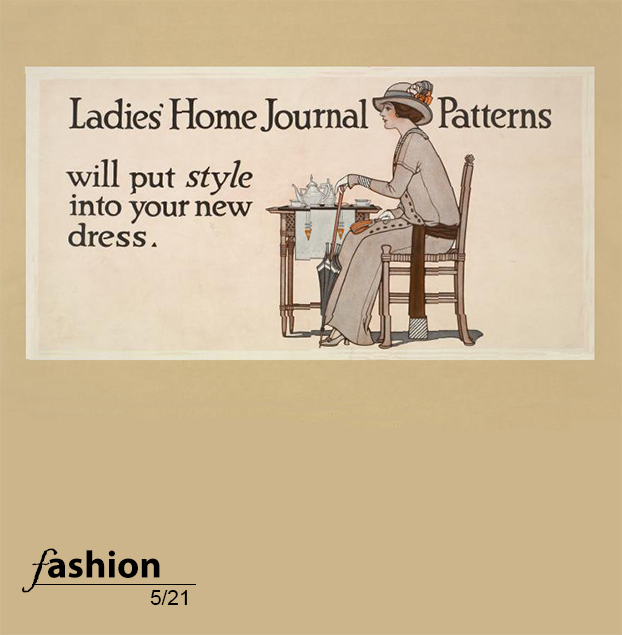 Ladies' Home Journal Patterns
will put style
into your new
dress.
fashion
5/21